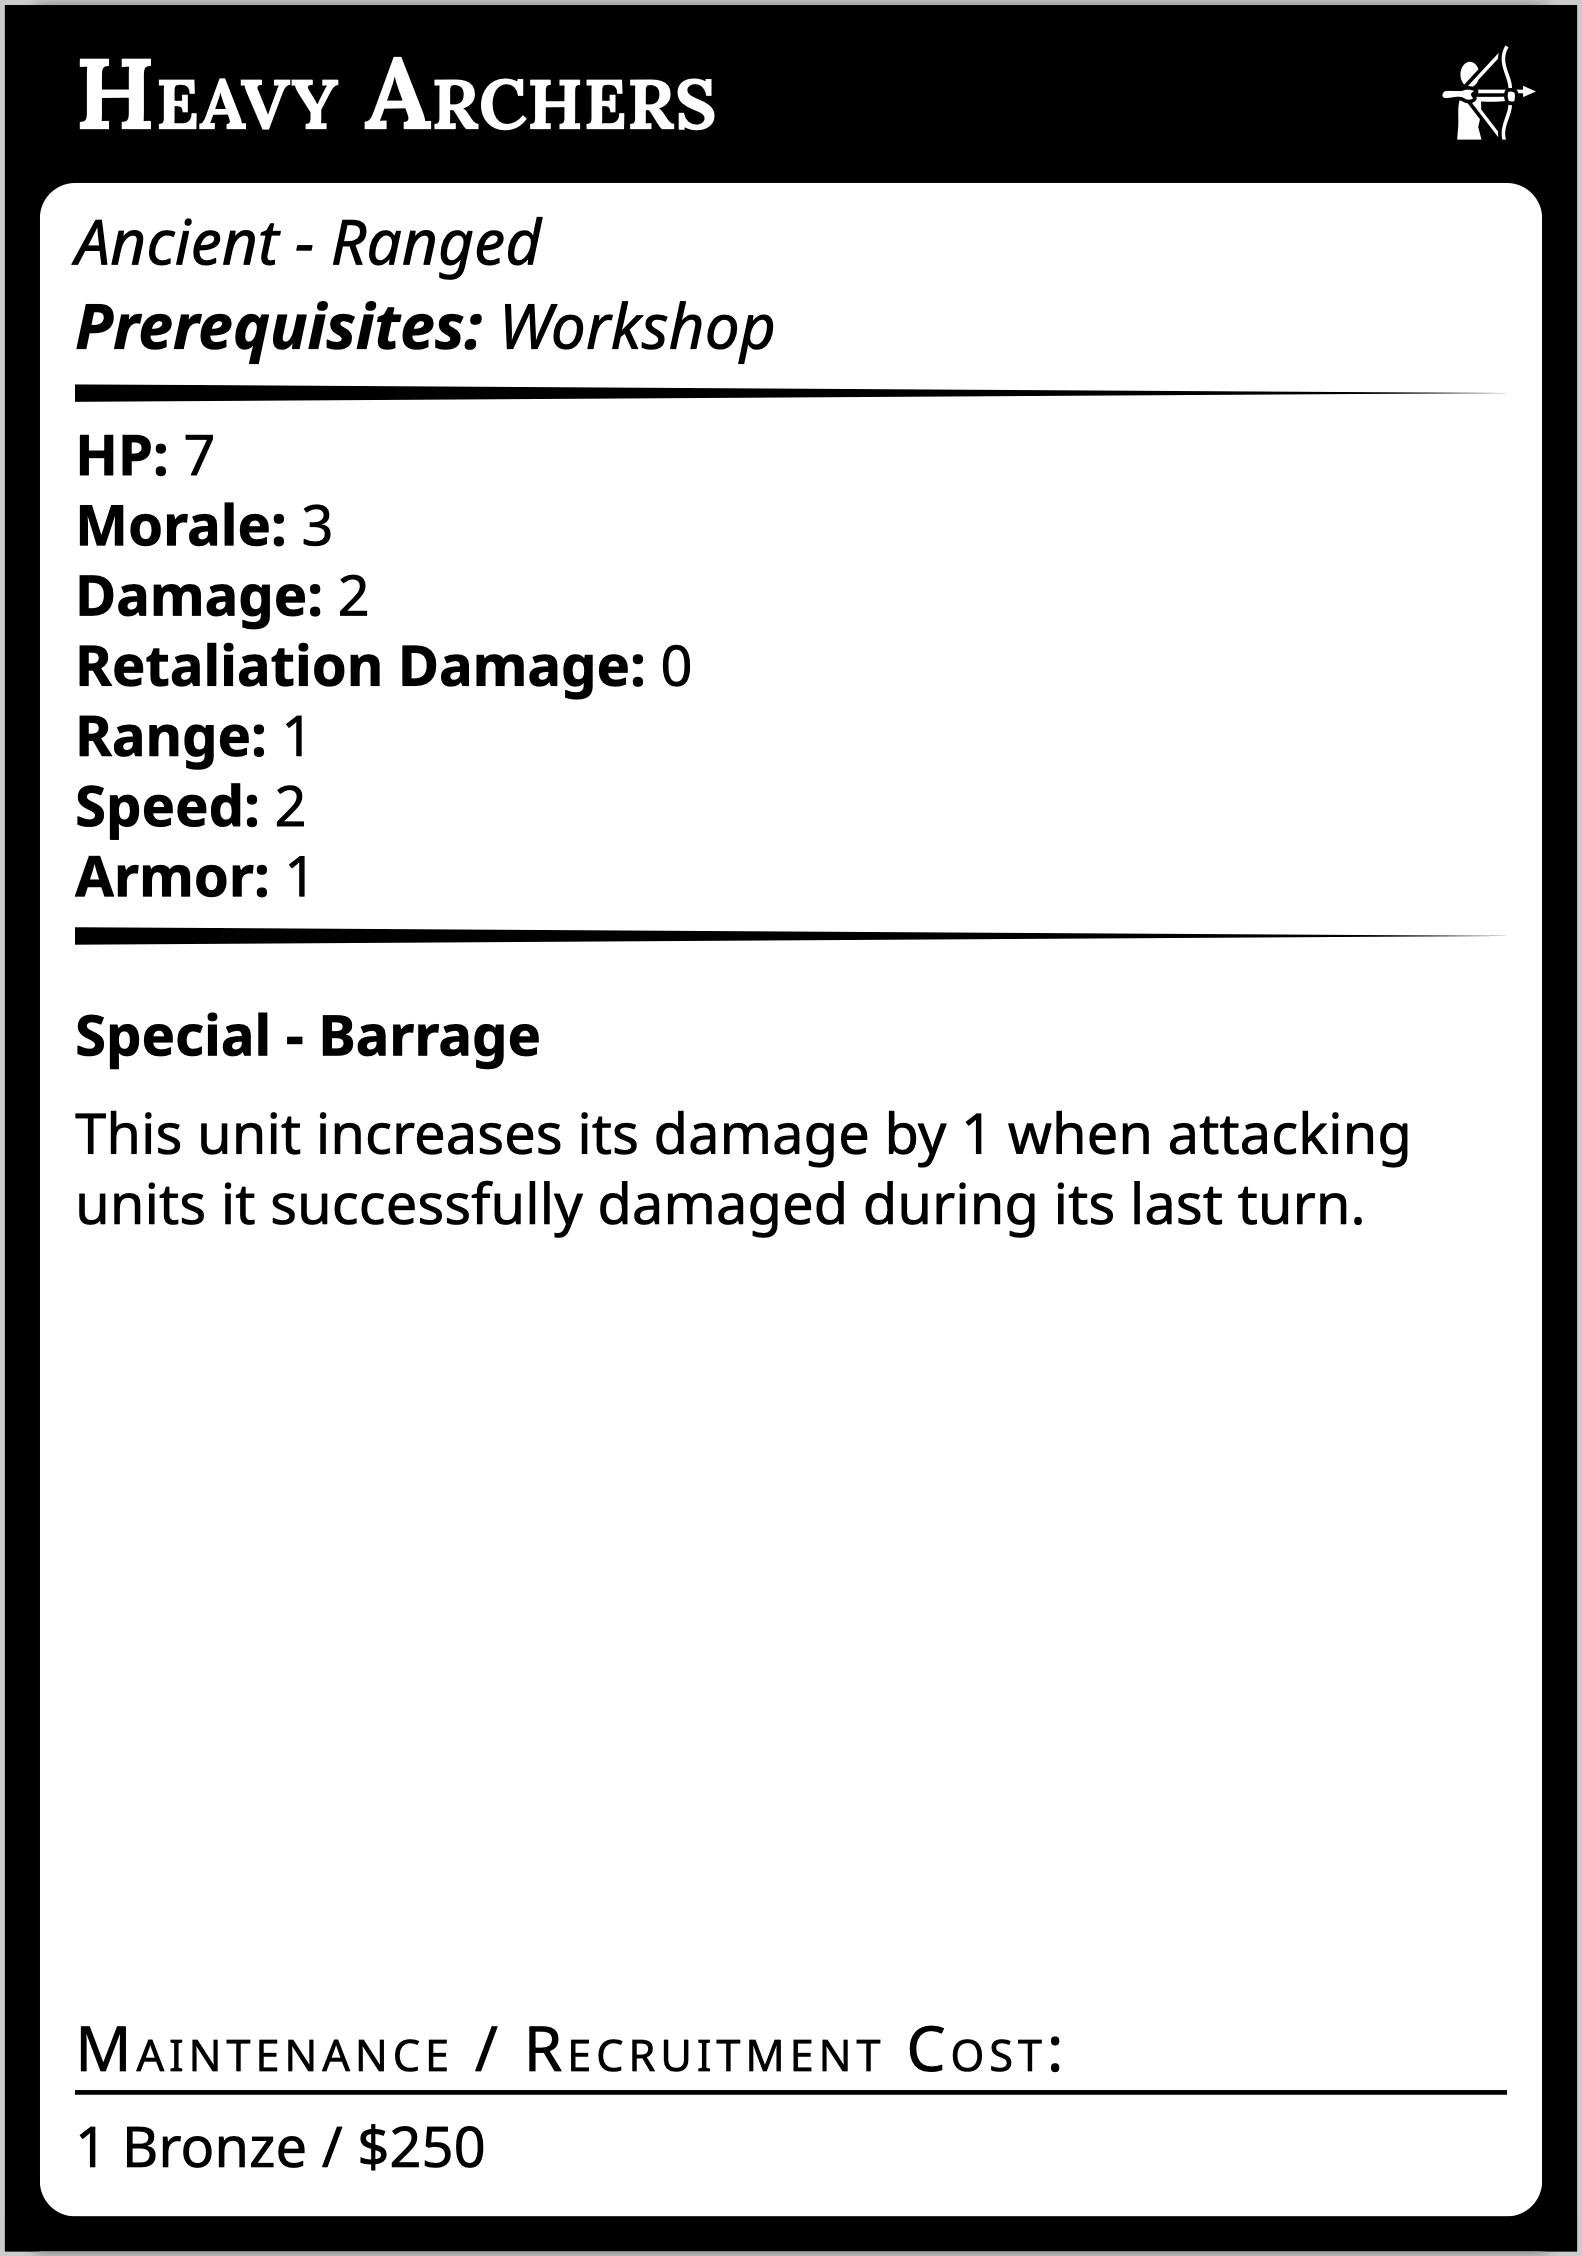 Heavy Archers
Ancient - Ranged
Prerequisites: Workshop
HP: 7
Morale: 3
Damage: 2
Retaliation Damage: 0
Range: 1
Speed: 2
Armor: 1
Special - Barrage
This unit increases its damage by 1 when attacking
units it successfully damaged during its last turn.
Maintenance / Recruitment Cost:
1 Bronze / $250